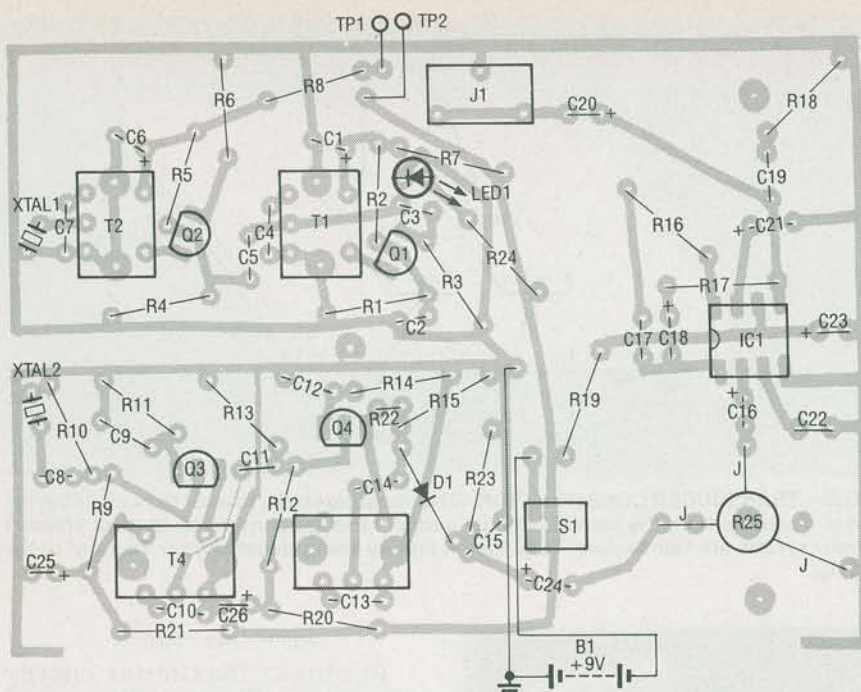 TP1 TP2
R8
R6
J1
C20 +
R18
C6
+
C1
+
R5
R7
R2
C19
LED1
XTAL1
C7
T2
Q2
C4
T1
C3
R16
+ C21
C5
Q1
R24
R17
R4
R1
R3
+
C2
C17
C18
IC1
+ C23
XTAL2
C12
R14
R11
R13
R22
R15
R19
+
C16
R10
C9
Q4
C22
C8
Q3
C11
D1
R23
J
R9
R12
C14
C15
S1
J
R25
C25 +
T4
+
C24
J
C10
+
C26
C13
R21
R20
B1
+9V